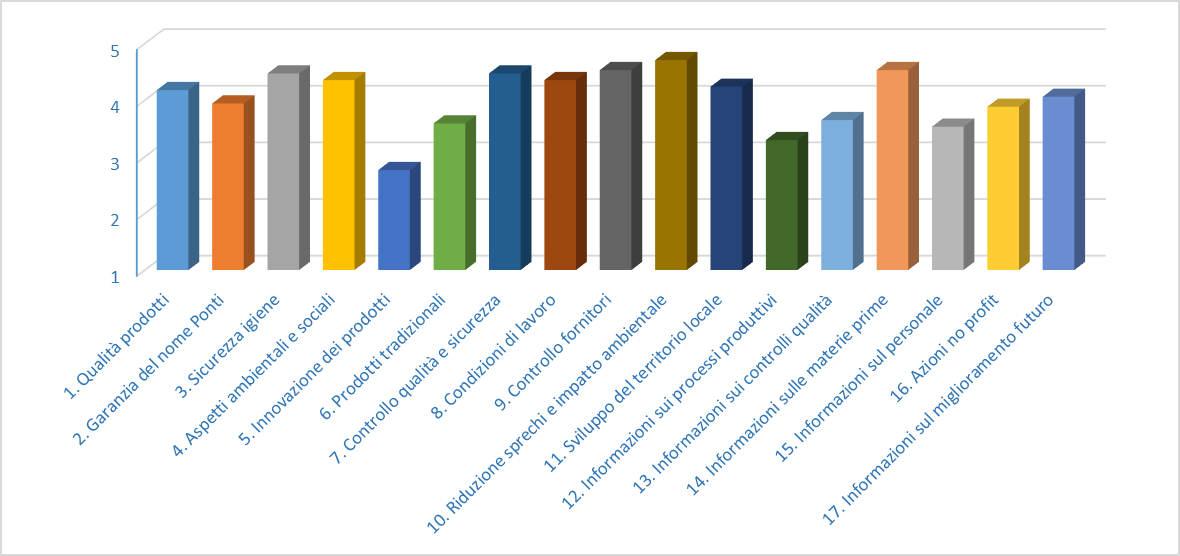 5
4
3
2
1
1. Qualità prodotti
2. Garanzia del nome Ponti
3. Sicurezza igiene
4. Aspetti ambientali e sociali
5. Innovazione dei prodotti
6. Prodotti tradizionali
7. Controllo qualità e sicurezza
8. Condizioni di lavoro
9. Controllo fornitori
10. Riduzione sprechi e impatto ambientale
11. Sviluppo del territorio locale
12. Informazioni sui processi produttivi
13. Informazioni sui controlli qualità
14. Informazioni sulle materie prime
15. Informazioni sul personale
16. Azioni no profit
17. Informazioni sul miglioramento futuro